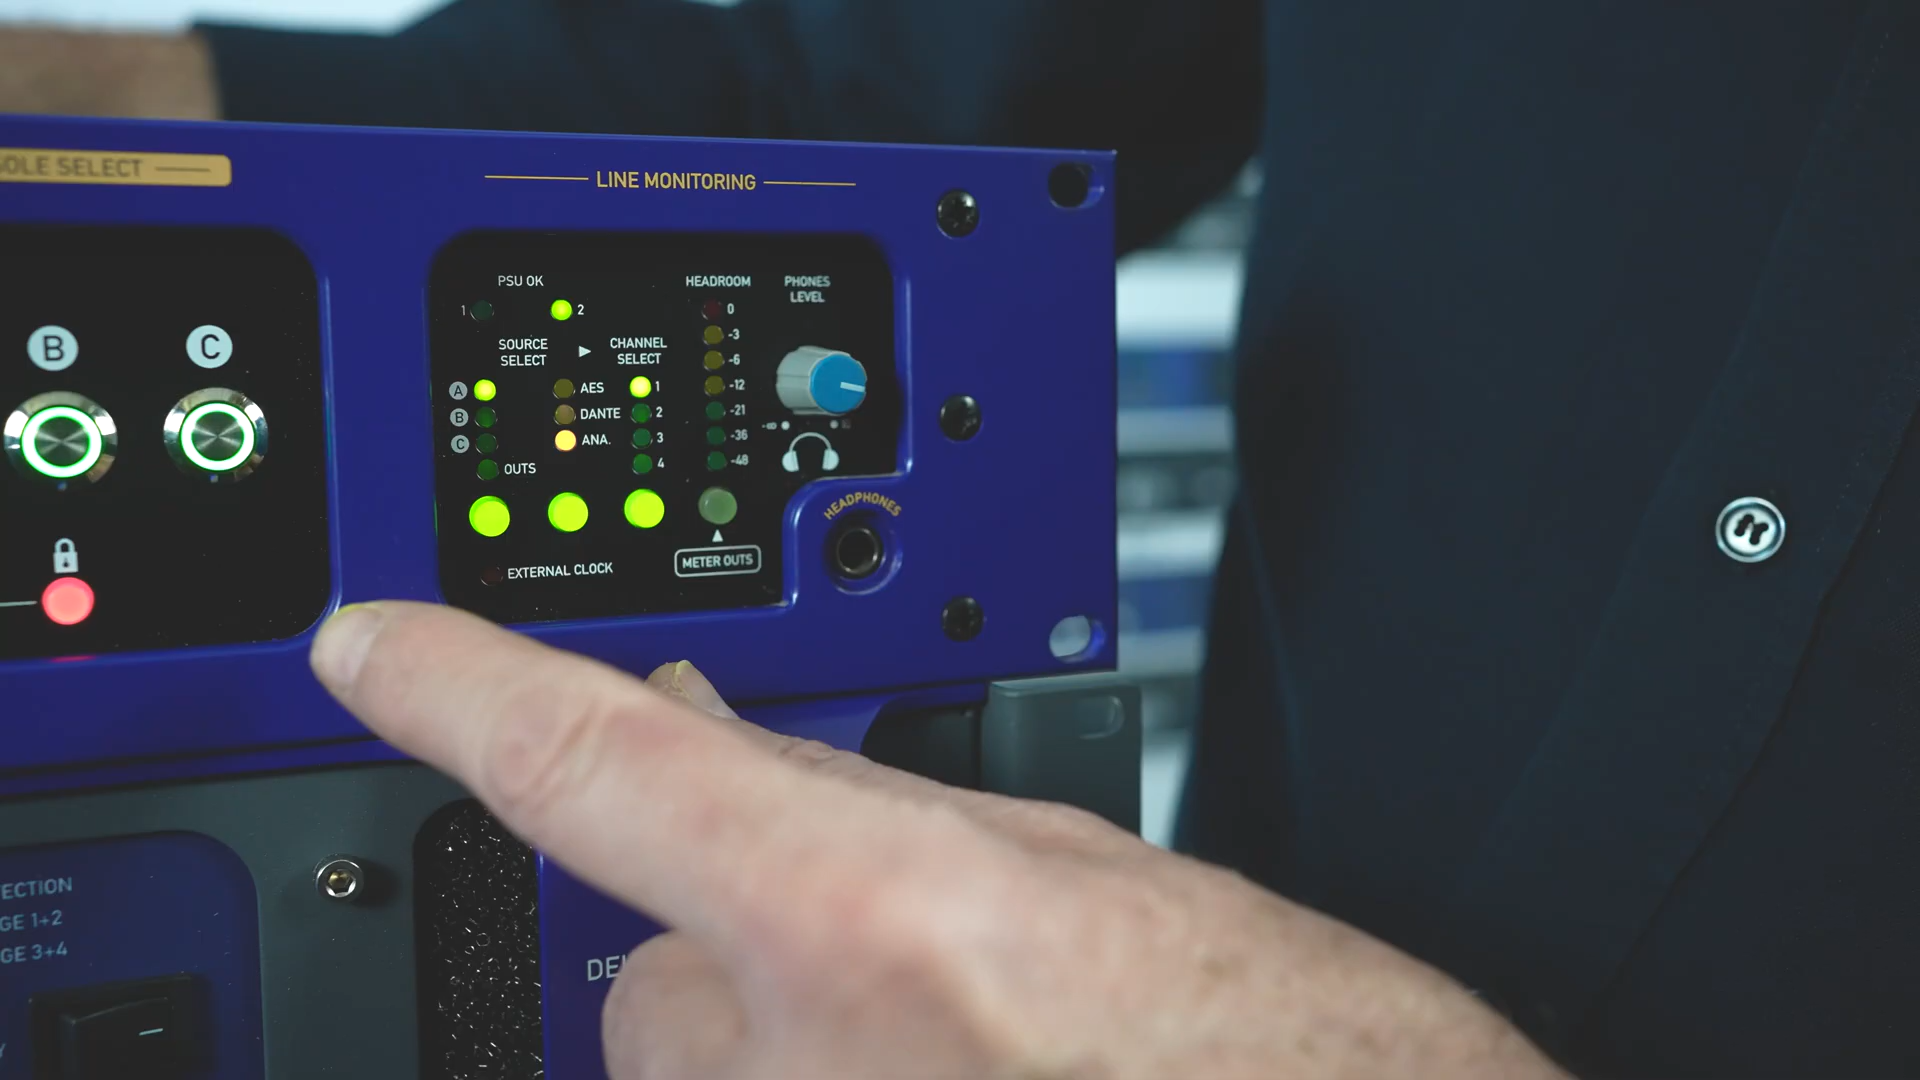 OLE SELECT
LINE MONITORING
B
C
PSU OK
1
2
HEADROOM
PHONES
LEVEL
SOURCE
SELECT
CHANNEL
SELECT
A
B
C
OUTS
AES
DANTE
ANA.
1
2
3
4
0
-3
-6
-12
-21
-36
-48
METER OUTS
HEADPHONES
EXTERNAL CLOCK
ECTION
GE 1+2
GE 3+4
Y